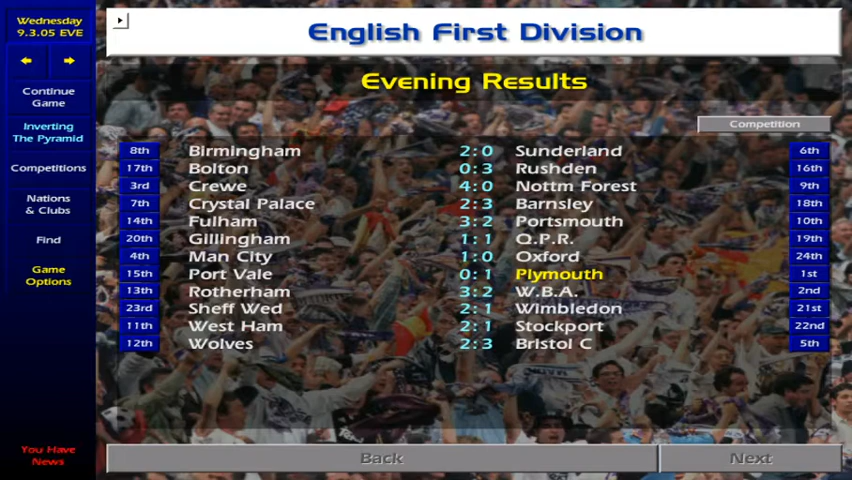 Wednesday
9.3.05 EVE
English First Division
Evening Results
Continue
Game
Inverting
The Pyramid
Competitions
Nations
& Clubs
Find
Game
Options
You Have
News
Competition
8th Birmingham 2:0 Sunderland 6th
17th Bolton 0:3 Rushden 16th
3rd Crewe 4:0 Nottm Forest 9th
7th Crystal Palace 2:3 Barnsley 18th
14th Fulham 3:2 Portsmouth 10th
20th Gillingham 1:1 Q.P.R. 19th
4th Man City 1:0 Oxford 24th
15th Port Vale 0:1 Plymouth 1st
13th Rotherham 3:2 W.B.A. 2nd
23rd Sheff Wed 2:1 Wimbledon 21st
11th West Ham 2:1 Stockport 22nd
12th Wolves 2:3 Bristol C 5th
Back Next